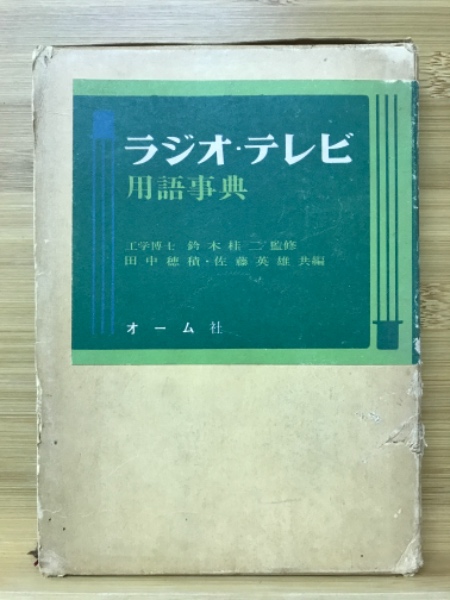 ラジオ・テレビ
用語事典
工学博士 鈴木桂二 監修
田中穂積・佐藤英雄 共編
オーム社